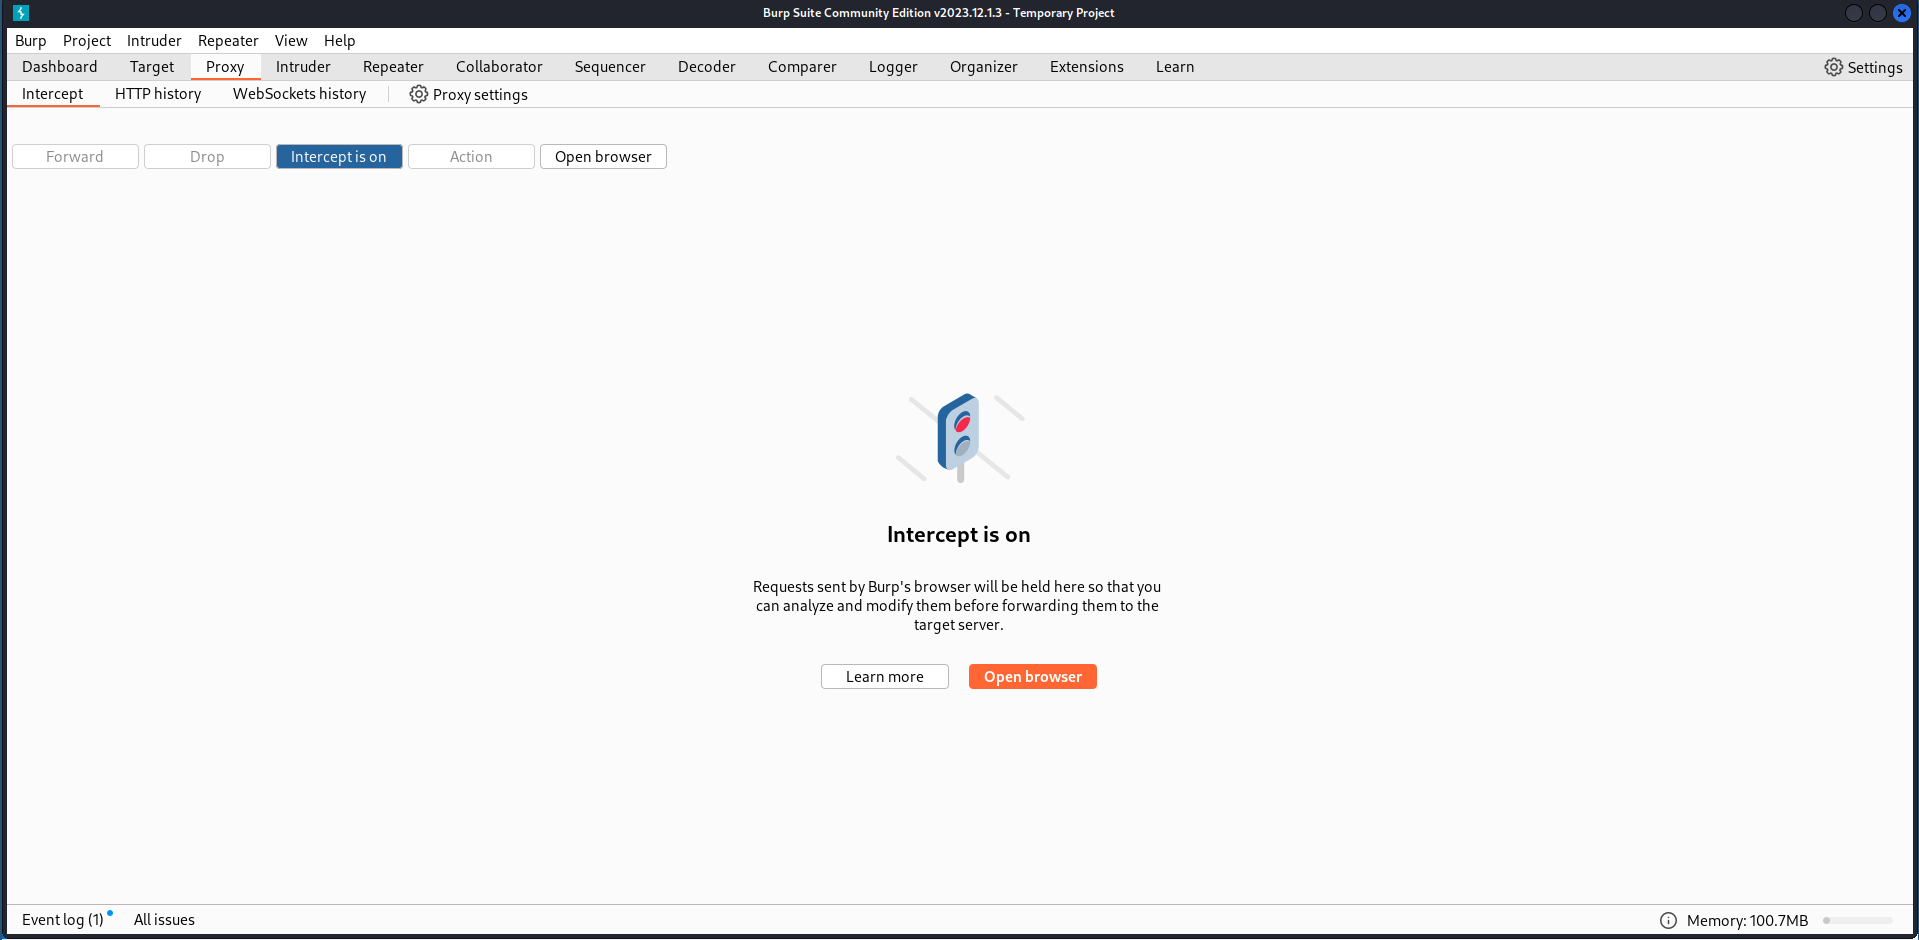 Burp Suite Community Edition v2023.12.1.3 - Temporary Project
Burp Project Intruder Repeater View Help
Dashboard Target Proxy Intruder Repeater Collaborator Sequencer Decoder Comparer Logger Organizer Extensions Learn Settings
Intercept HTTP history WebSockets history Proxy settings
Forward Drop Intercept is on Action Open browser
Intercept is on
Requests sent by Burp's browser will be held here so that you
can analyze and modify them before forwarding them to the
target server.
Learn more Open browser
Event log (1) All issues Memory: 100.7MB